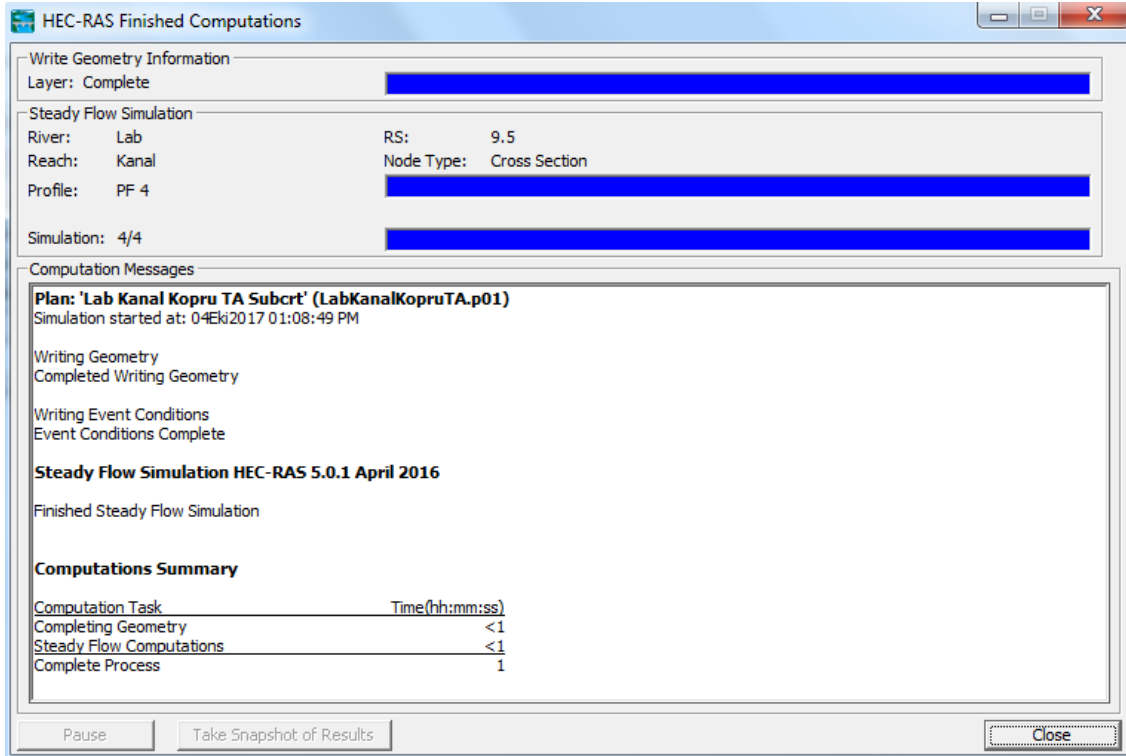 HEC-RAS Finished Computations
Write Geometry Information
Layer: Complete
Steady Flow Simulation
River: Lab RS: 9.5
Reach: Kanal Node Type: Cross Section
Profile: PF 4
Simulation: 4/4
Computation Messages
Plan: 'Lab Kanal Kopru TA Subcrt' (LabKanalKopruTA.p01)
Simulation started at: 04Eki2017 01:08:49 PM
Writing Geometry
Completed Writing Geometry
Writing Event Conditions
Event Conditions Complete
Steady Flow Simulation HEC-RAS 5.0.1 April 2016
Finished Steady Flow Simulation
Computations Summary
Computation Task Time(hh:mm:ss)
Completing Geometry <1
Steady Flow Computations <1
Complete Process 1
Pause Take Snapshot of Results Close